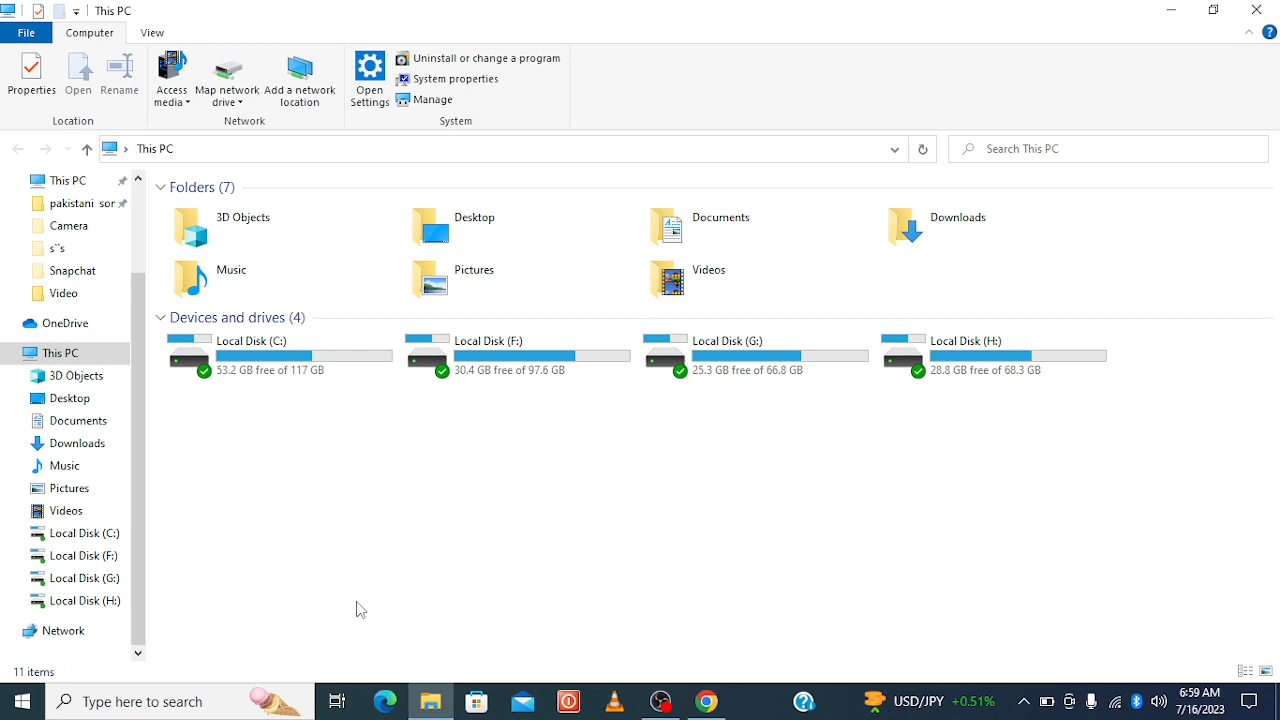 This PC
File Computer View
Properties Open Rename Access media Map network drive Add a network location Open Settings Uninstall or change a program
System properties
Manage
Location Network System
This PC Search This PC
This PC
pakistani sor
Camera
s``s
Snapchat
Video
OneDrive
This PC
3D Objects
Desktop
Documents
Downloads
Music
Pictures
Videos
Local Disk (C:)
Local Disk (F:)
Local Disk (G:)
Local Disk (H:)
Network
Folders (7)
3D Objects Desktop Documents Downloads
Music Pictures Videos
Devices and drives (4)
Local Disk (C:) Local Disk (F:) Local Disk (G:) Local Disk (H:)
53.2 GB free of 117 GB 30.4 GB free of 97.6 GB 25.3 GB free of 66.8 GB 28.8 GB free of 68.3 GB
11 items
Type here to search USD/JPY +0.51% 6:59 AM
7/16/2023